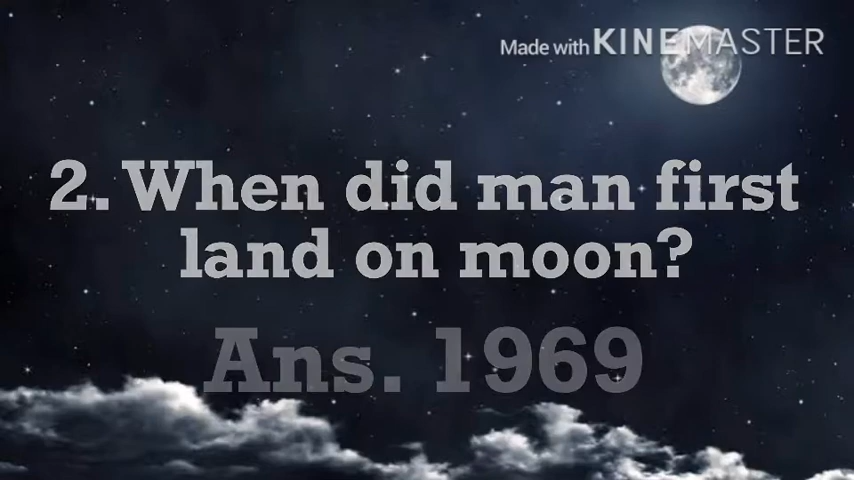 Made with KINEMASTER
2. When did man first
land on moon?
Ans. 1969